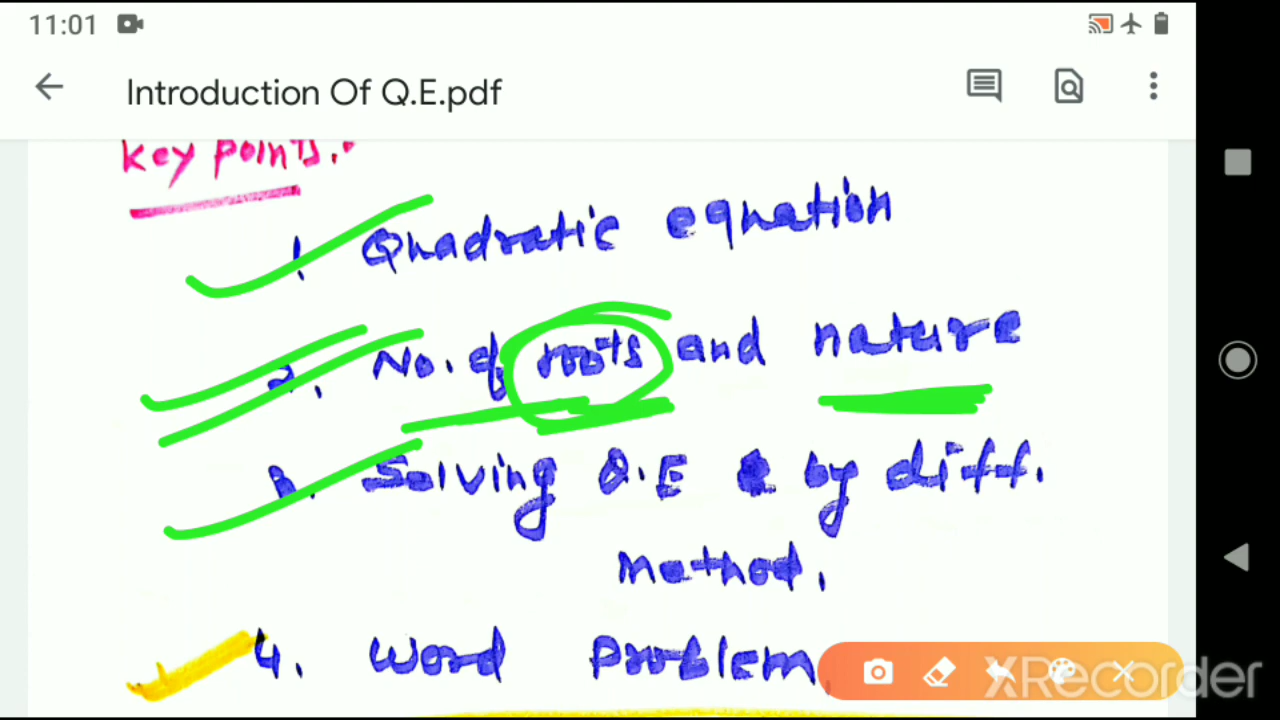 11:01
Introduction Of Q.E.pdf
Key points.
1. Quadratic equation
2. No. of roots and nature
3. Solving Q.E by diff.
Method.
4. Word Problem.
XRecorder